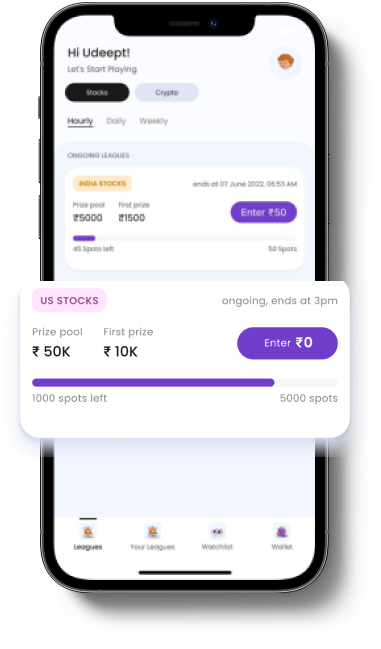 Hi Udeept!
Let's Start Playing
Stocks Crypto
Hourly Daily Weekly
ONGOING LEAGUES
INDIA STOCKS ends at 07 June 2022, 08:53 AM
Prize pool First prize
₹5000 ₹1500 Enter ₹50
45 Spots left 50 Spots
US STOCKS ongoing, ends at 3pm
Prize pool First prize
₹ 50K ₹ 10K Enter ₹0
1000 spots left 5000 spots
Leagues Your Leagues Watchlist Wallet